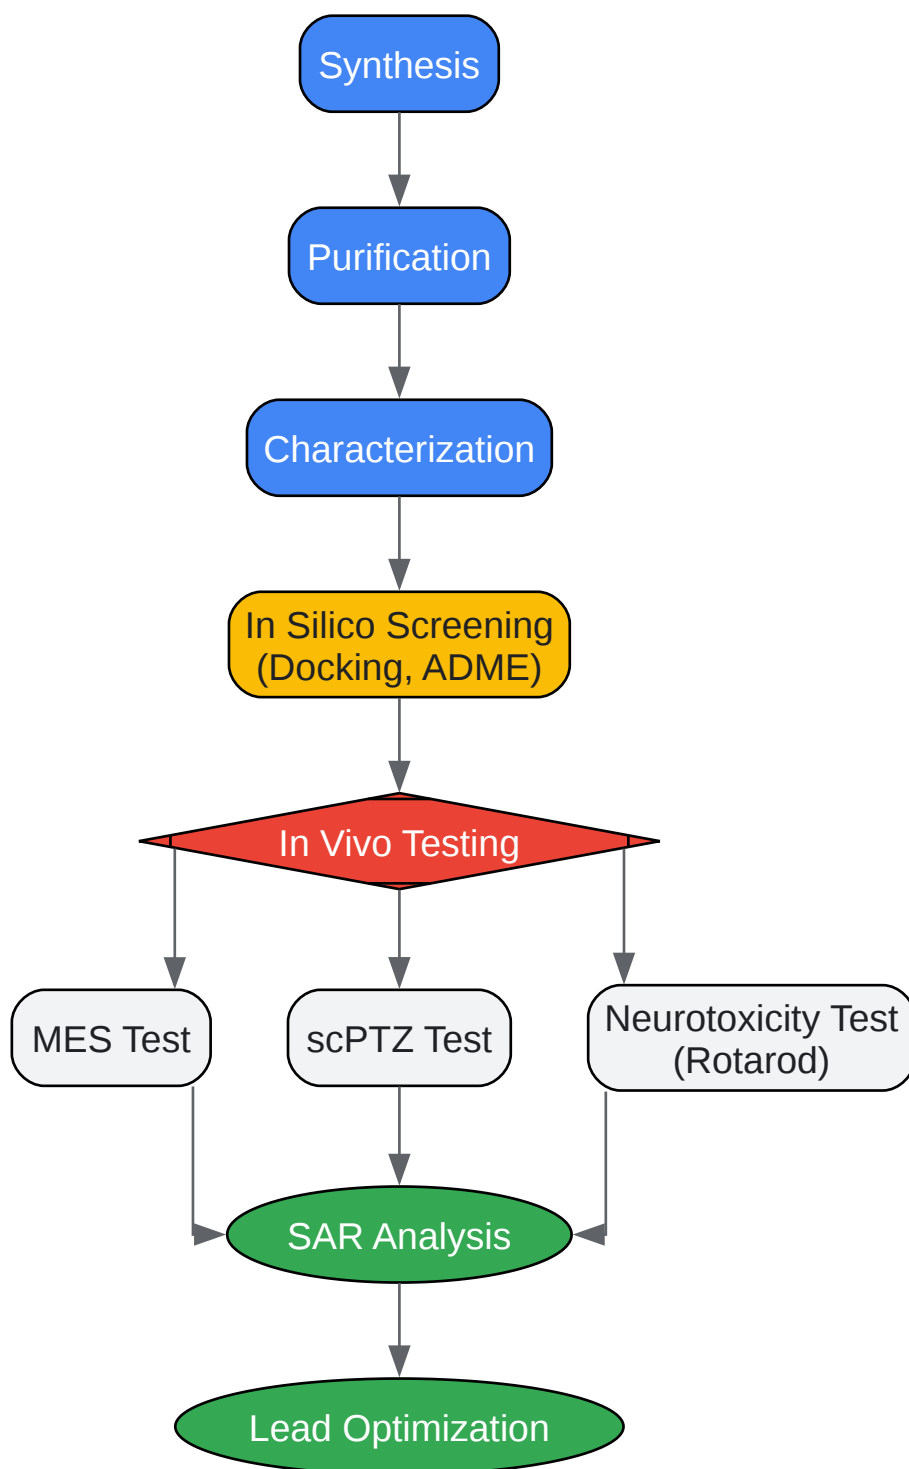 Synthesis
Purification
Characterization
In Silico Screening
(Docking, ADME)
In Vivo Testing
MES Test
scPTZ Test
Neurotoxicity Test
(Rotarod)
SAR Analysis
Lead Optimization